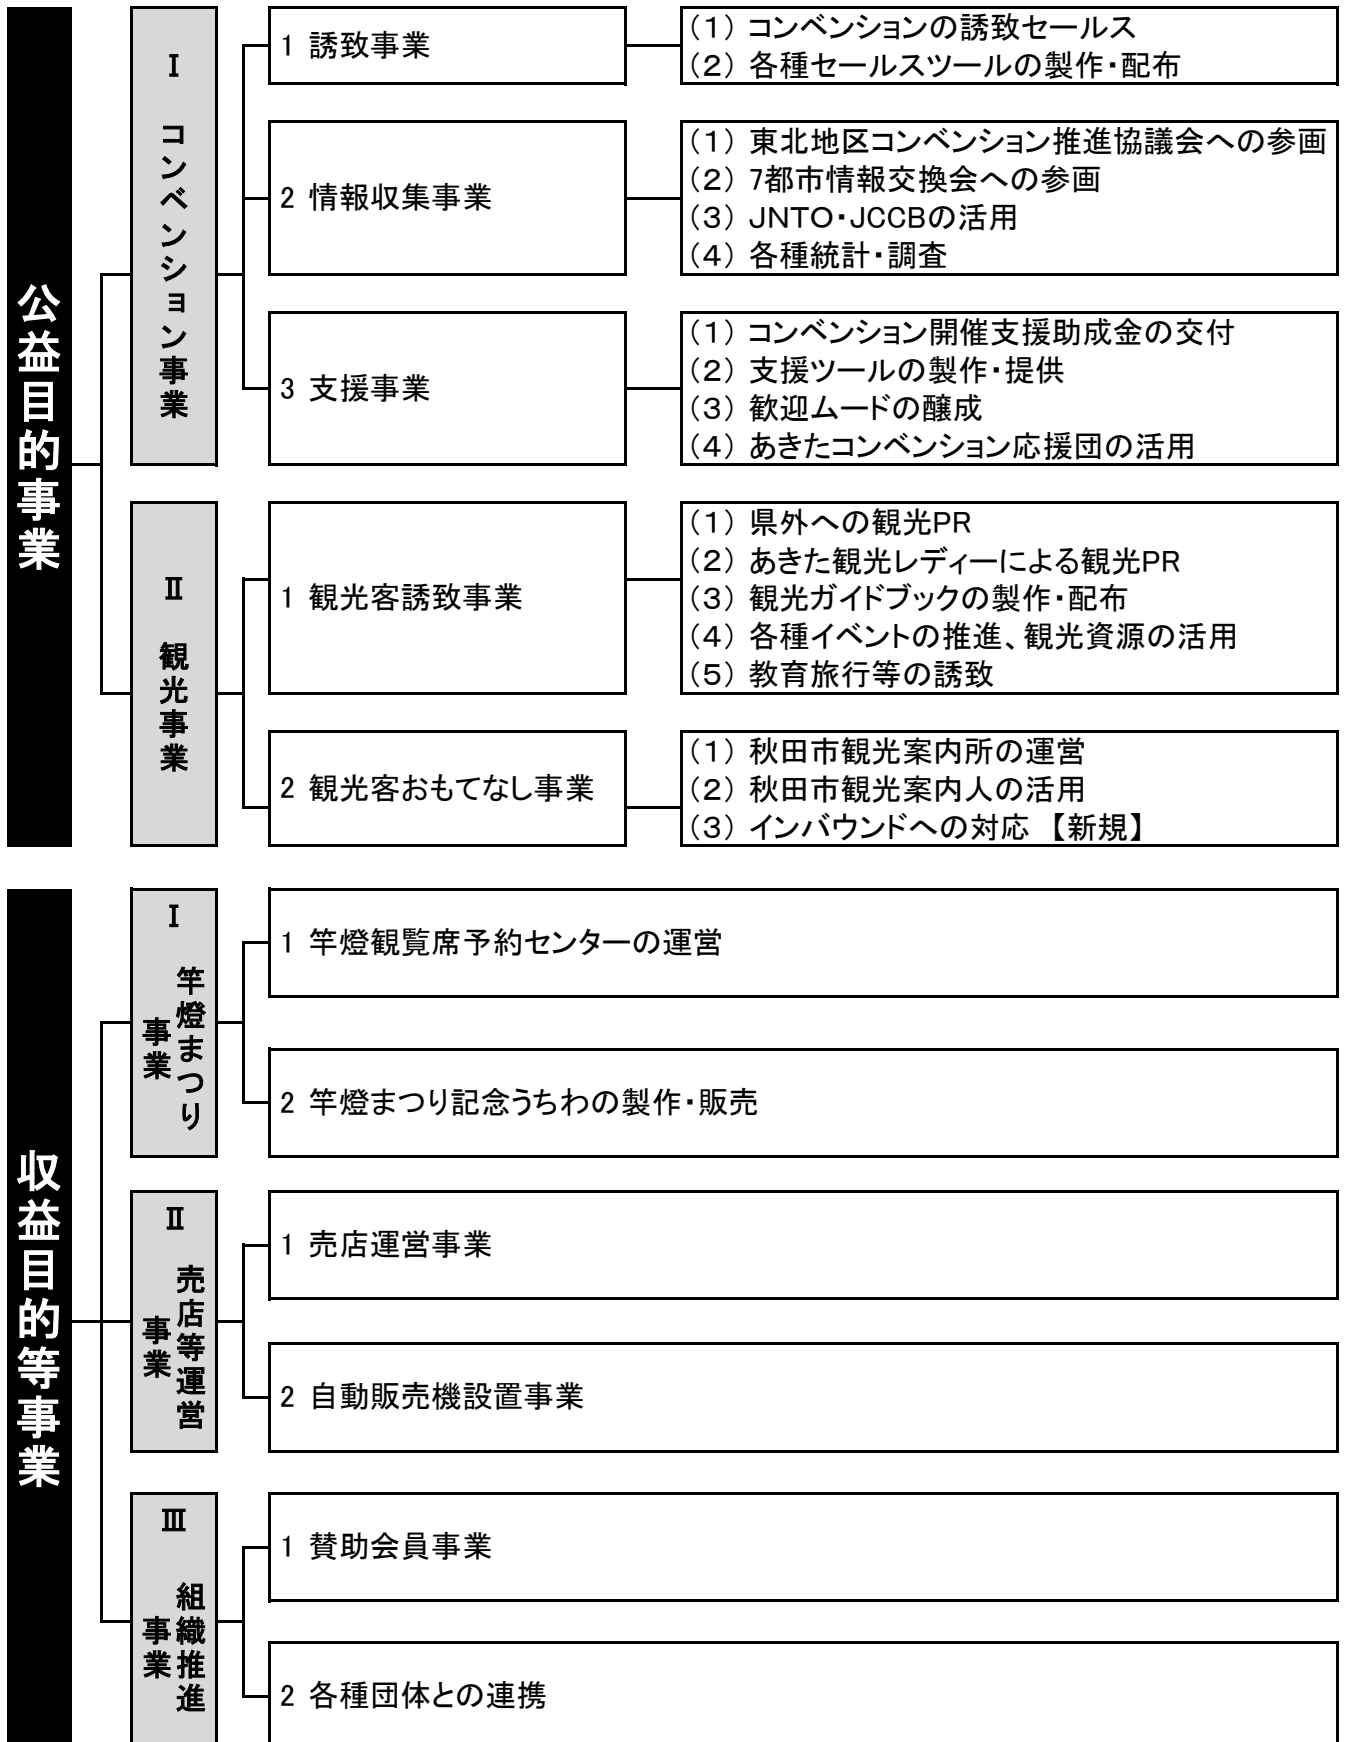 公益目的事業
Ⅰ コンベンション事業
1 誘致事業
(1) コンベンションの誘致セールス
(2) 各種セールスツールの製作・配布
2 情報収集事業
(1) 東北地区コンベンション推進協議会への参画
(2) 7都市情報交換会への参画
(3) JNTO・JCCBの活用
(4) 各種統計・調査
3 支援事業
(1) コンベンション開催支援助成金の交付
(2) 支援ツールの製作・提供
(3) 歓迎ムードの醸成
(4) あきたコンベンション応援団の活用
Ⅱ 観光事業
1 観光客誘致事業
(1) 県外への観光PR
(2) あきた観光レディーによる観光PR
(3) 観光ガイドブックの製作・配布
(4) 各種イベントの推進、観光資源の活用
(5) 教育旅行等の誘致
2 観光客おもてなし事業
(1) 秋田市観光案内所の運営
(2) 秋田市観光案内人の活用
(3) インバウンドへの対応 【新規】
収益目的等事業
Ⅰ 竿燈まつり
事業
1 竿燈観覧席予約センターの運営
2 竿燈まつり記念うちわの製作・販売
Ⅱ 売店等運営
事業
1 売店運営事業
2 自動販売機設置事業
Ⅲ 組織推進
事業
1 賛助会員事業
2 各種団体との連携